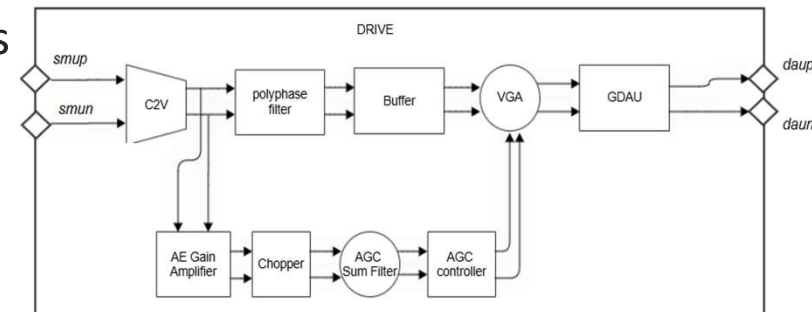 s
DRIVE
smup
smun
C2V
polyphase
filter
Buffer
VGA
GDAU
daup
daun
AE Gain
Amplifier
Chopper
AGC
Sum Filter
AGC
controller